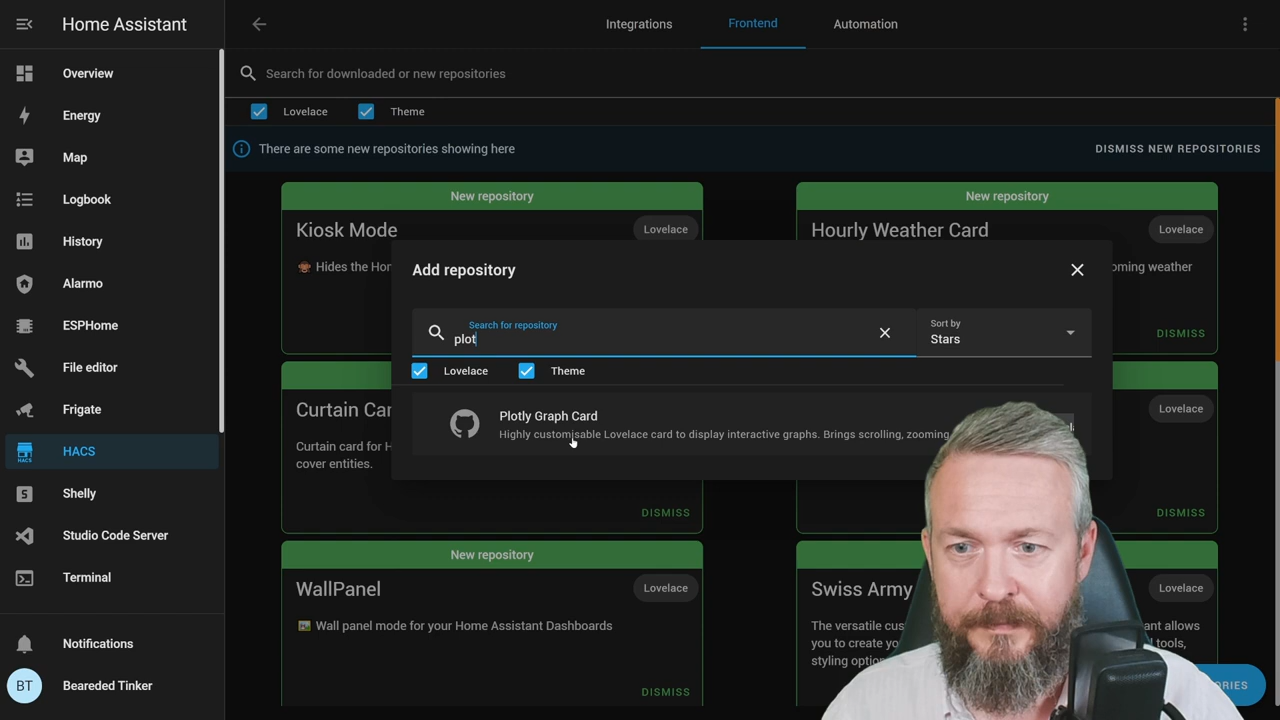 Home Assistant
Overview
Energy
Map
Logbook
History
Alarmo
ESPHome
File editor
Frigate
HACS
HACS
Shelly
Studio Code Server
Terminal
Notifications
BT
Beareded Tinker
Integrations
Frontend
Automation
Search for downloaded or new repositories
Lovelace
Theme
There are some new repositories showing here
DISMISS NEW REPOSITORIES
New repository
Kiosk Mode
Lovelace
Hides the
New repository
Hourly Weather Card
Lovelace
weather
DISMISS
Add repository
Search for repository
plot
Sort by
Stars
Lovelace
Theme
Plotly Graph Card
Highly customisable Lovelace card to display interactive graphs. Brings scrolling, zooming
Curtain
Curtain card for
cover entities.
DISMISS
Lovelace
DISMISS
New repository
WallPanel
Lovelace
Wall panel mode for your Home Assistant Dashboards
DISMISS
Swiss Army
Lovelace
The versatile
allows
you to create
tools,
styling
DISMISS